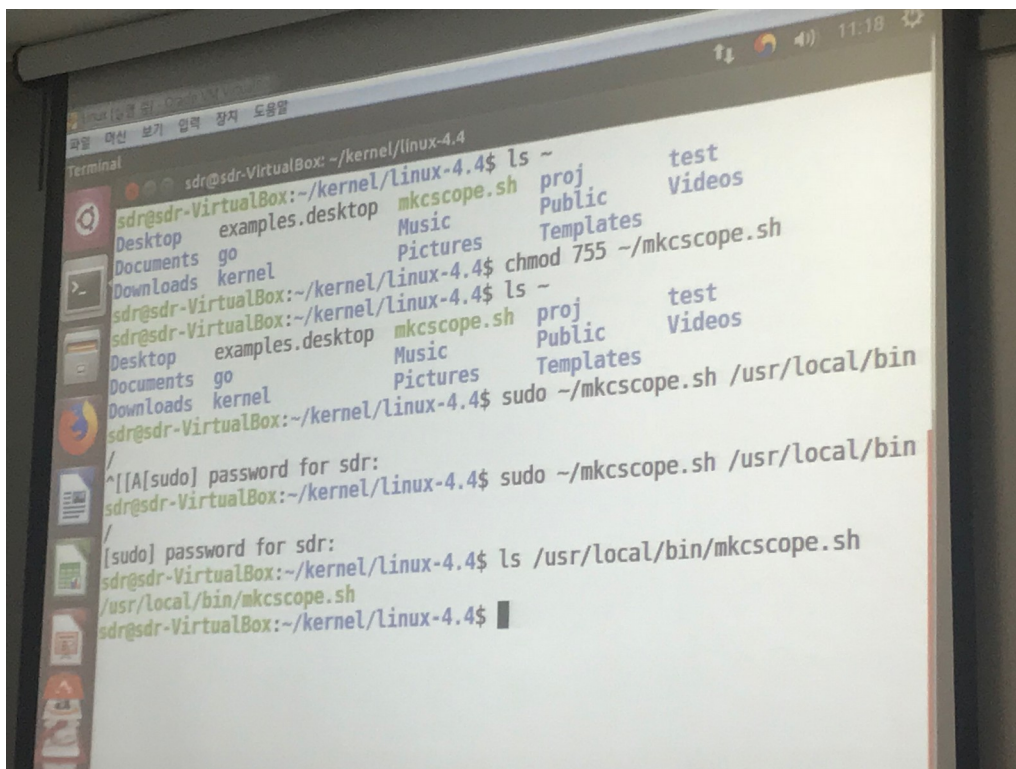 11:18
파일 머신 보기 입력 장치 도움말
Terminal
sdr@sdr-VirtualBox: ~/kernel/linux-4.4
sdr@sdr-VirtualBox:~/kernel/linux-4.4$ ls ~
Desktop examples.desktop mkcscope.sh proj test
Documents go Music Public Videos
Downloads kernel Pictures Templates
sdr@sdr-VirtualBox:~/kernel/linux-4.4$ chmod 755 ~/mkcscope.sh
sdr@sdr-VirtualBox:~/kernel/linux-4.4$ ls ~
Desktop examples.desktop mkcscope.sh proj test
Documents go Music Public Videos
Downloads kernel Pictures Templates
sdr@sdr-VirtualBox:~/kernel/linux-4.4$ sudo ~/mkcscope.sh /usr/local/bin
/
^[[A[sudo] password for sdr:
sdr@sdr-VirtualBox:~/kernel/linux-4.4$ sudo ~/mkcscope.sh /usr/local/bin
/
[sudo] password for sdr:
sdr@sdr-VirtualBox:~/kernel/linux-4.4$ ls /usr/local/bin/mkcscope.sh
/usr/local/bin/mkcscope.sh
sdr@sdr-VirtualBox:~/kernel/linux-4.4$